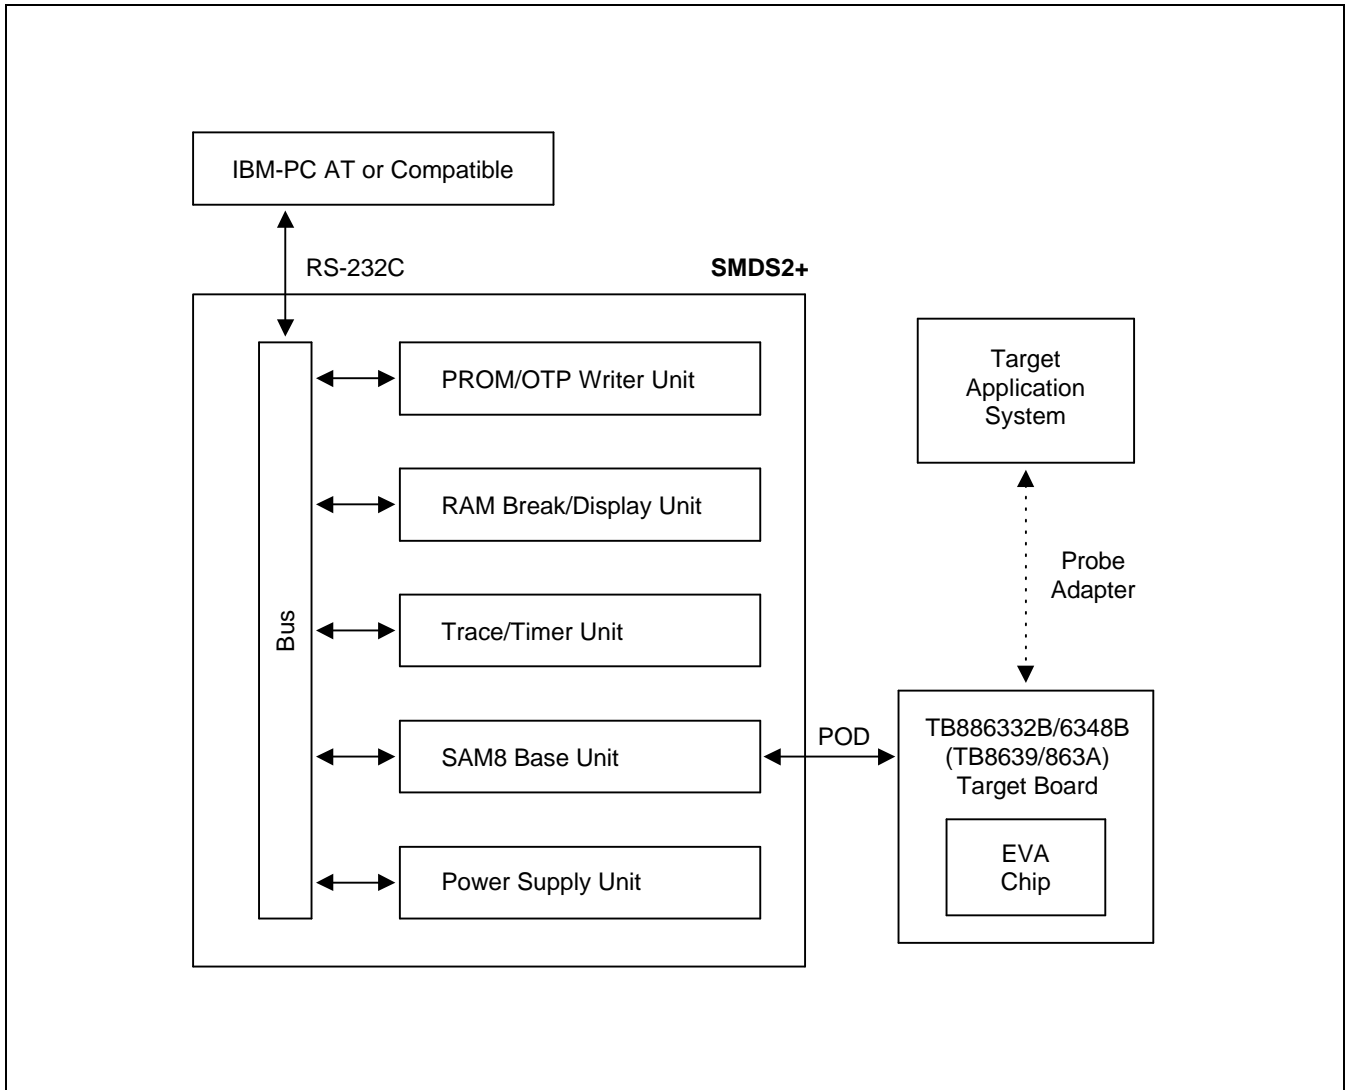 IBM-PC AT or Compatible
RS-232C
SMDS2+
PROM/OTP Writer Unit
RAM Break/Display Unit
Trace/Timer Unit
SAM8 Base Unit
Power Supply Unit
Bus
POD
Target
Application
System
Probe
Adapter
TB886332B/6348B
(TB8639/863A)
Target Board
EVA
Chip